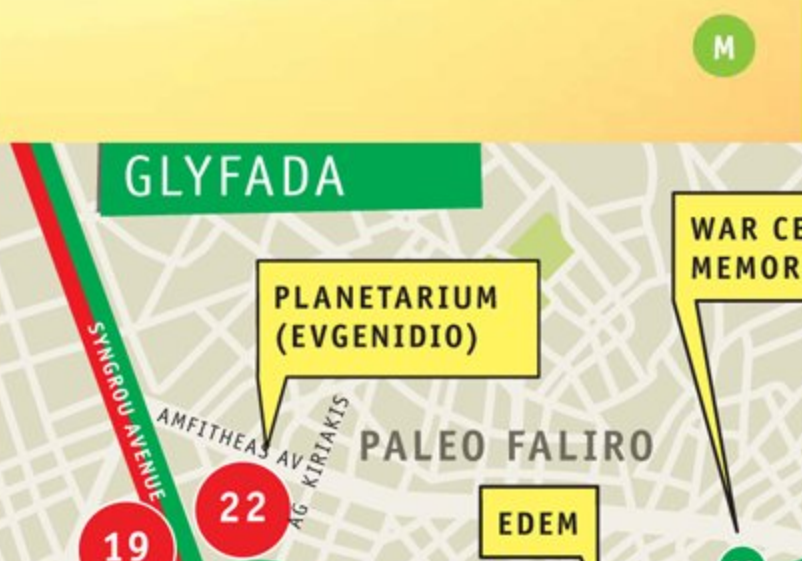 M
GLYFADA
WAR CE
MEMOR
PLANETARIUM
(EVGENIDIO)
SYNGROU AVENUE
AMFITHEAS AV
AG KIRIAKIS
PALEO FALIRO
22
EDEM
19